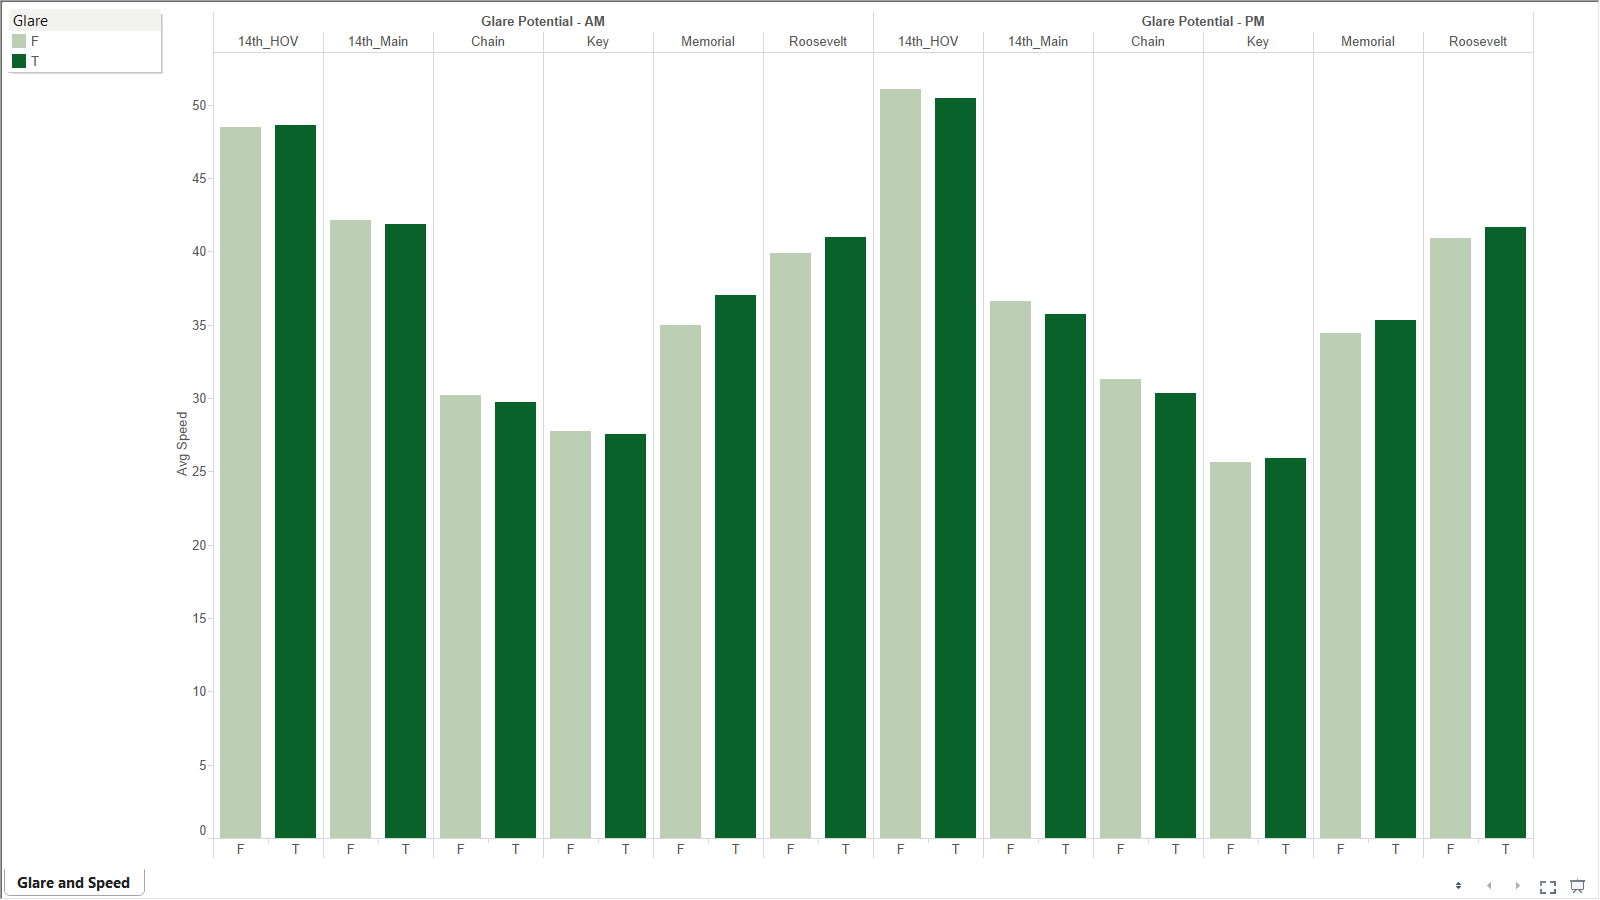 Glare
F
T
Glare Potential - AM Glare Potential - PM
14th_HOV 14th_Main Chain Key Memorial Roosevelt 14th_HOV 14th_Main Chain Key Memorial Roosevelt
50
45
40
35
30
25
20
15
10
5
0
Avg Speed
F T F T F T F T F T F T F T F T F T F T F T F T
Glare and Speed